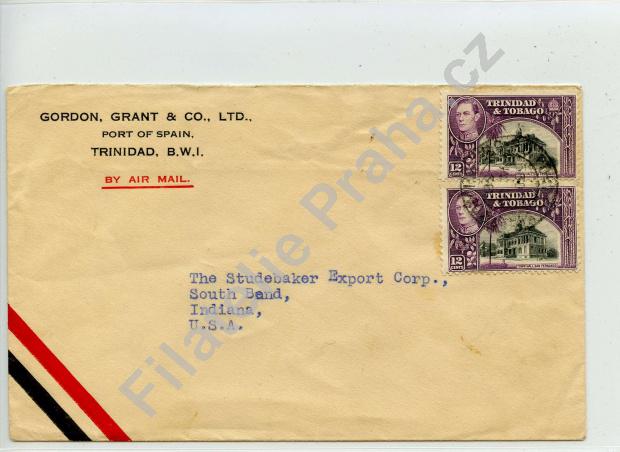 GORDON, GRANT & CO., LTD.,
PORT OF SPAIN,
TRINIDAD, B.W.I.
BY AIR MAIL.
TRINIDAD
& TOBAGO
12
CENTS
TRINIDAD
& TOBAGO
12
CENTS
The Studebaker Export Corp.,
South Bend,
Indiana,
U.S.A.
Filatelie Praha.cz